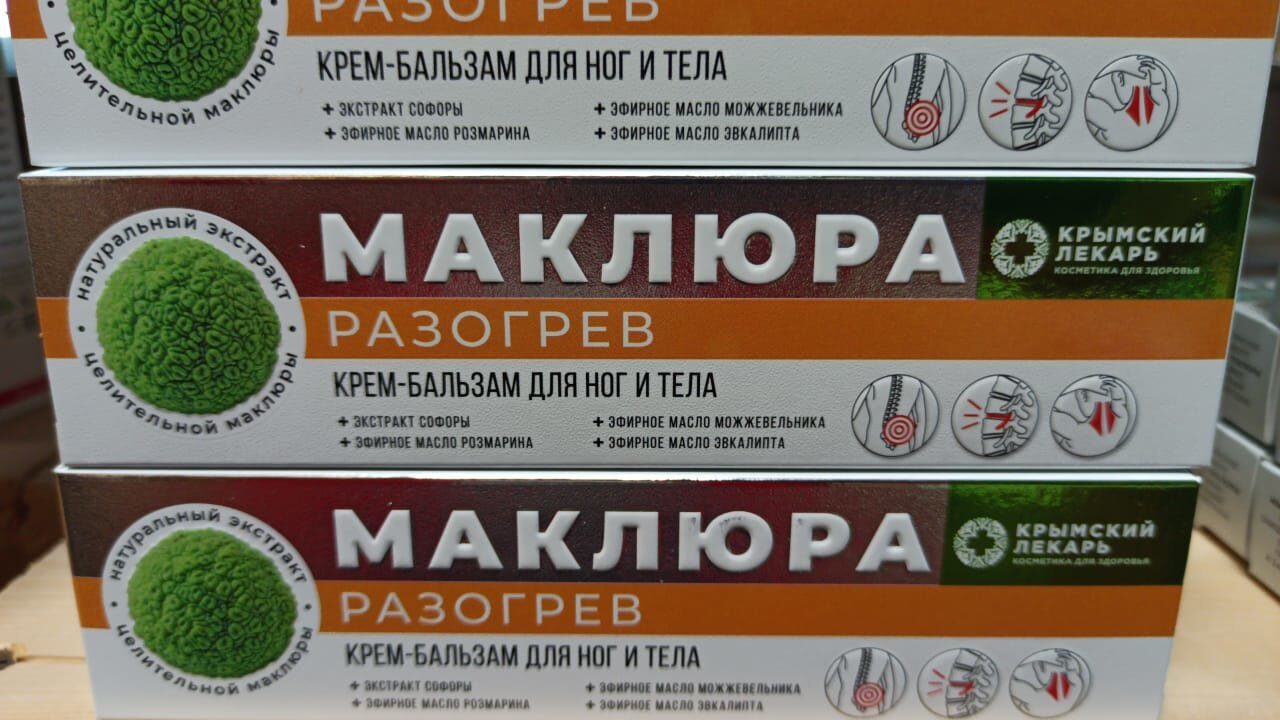 РАЗОГРЕВ
целительной маклюры
КРЕМ-БАЛЬЗАМ ДЛЯ НОГ И ТЕЛА
+ ЭКСТРАКТ СОФОРЫ
+ ЭФИРНОЕ МАСЛО МОЖЖЕВЕЛЬНИКА
+ ЭФИРНОЕ МАСЛО РОЗМАРИНА
+ ЭФИРНОЕ МАСЛО ЭВКАЛИПТА
натуральный экстракт
целительной маклюры
МАКЛЮРА
КРЫМСКИЙ
ЛЕКАРЬ
КОСМЕТИКА ДЛЯ ЗДОРОВЬЯ
РАЗОГРЕВ
КРЕМ-БАЛЬЗАМ ДЛЯ НОГ И ТЕЛА
+ ЭКСТРАКТ СОФОРЫ
+ ЭФИРНОЕ МАСЛО МОЖЖЕВЕЛЬНИКА
+ ЭФИРНОЕ МАСЛО РОЗМАРИНА
+ ЭФИРНОЕ МАСЛО ЭВКАЛИПТА
натуральный экстракт
целительной маклюры
МАКЛЮРА
КРЫМСКИЙ
ЛЕКАРЬ
КОСМЕТИКА ДЛЯ ЗДОРОВЬЯ
РАЗОГРЕВ
КРЕМ-БАЛЬЗАМ ДЛЯ НОГ И ТЕЛА
+ ЭКСТРАКТ СОФОРЫ
+ ЭФИРНОЕ МАСЛО МОЖЖЕВЕЛЬНИКА
+ ЭФИРНОЕ МАСЛО РОЗМАРИНА
+ ЭФИРНОЕ МАСЛО ЭВКАЛИПТА